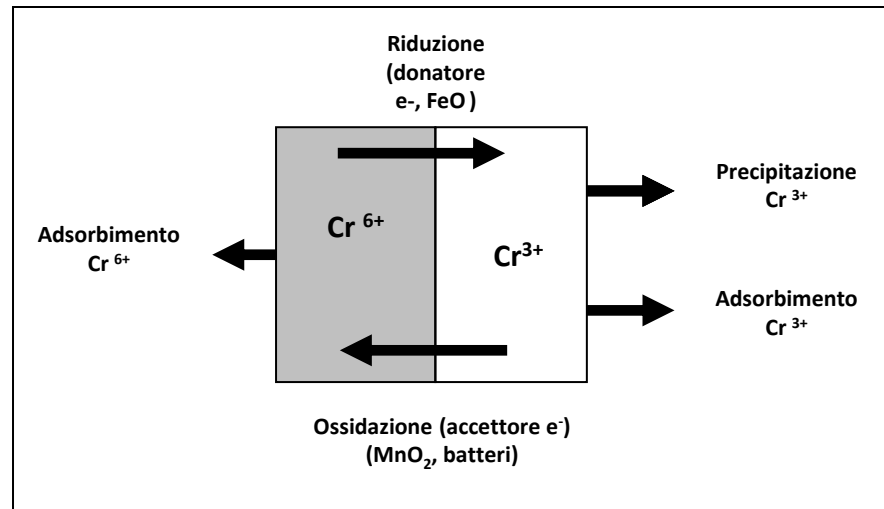 Riduzione
(donatore
e-, FeO )
Adsorbimento
Cr ⁶⁺
Cr ⁶⁺
Cr³⁺
Precipitazione
Cr ³⁺
Adsorbimento
Cr ³⁺
Ossidazione (accettore e⁻)
(MnO₂, batteri)